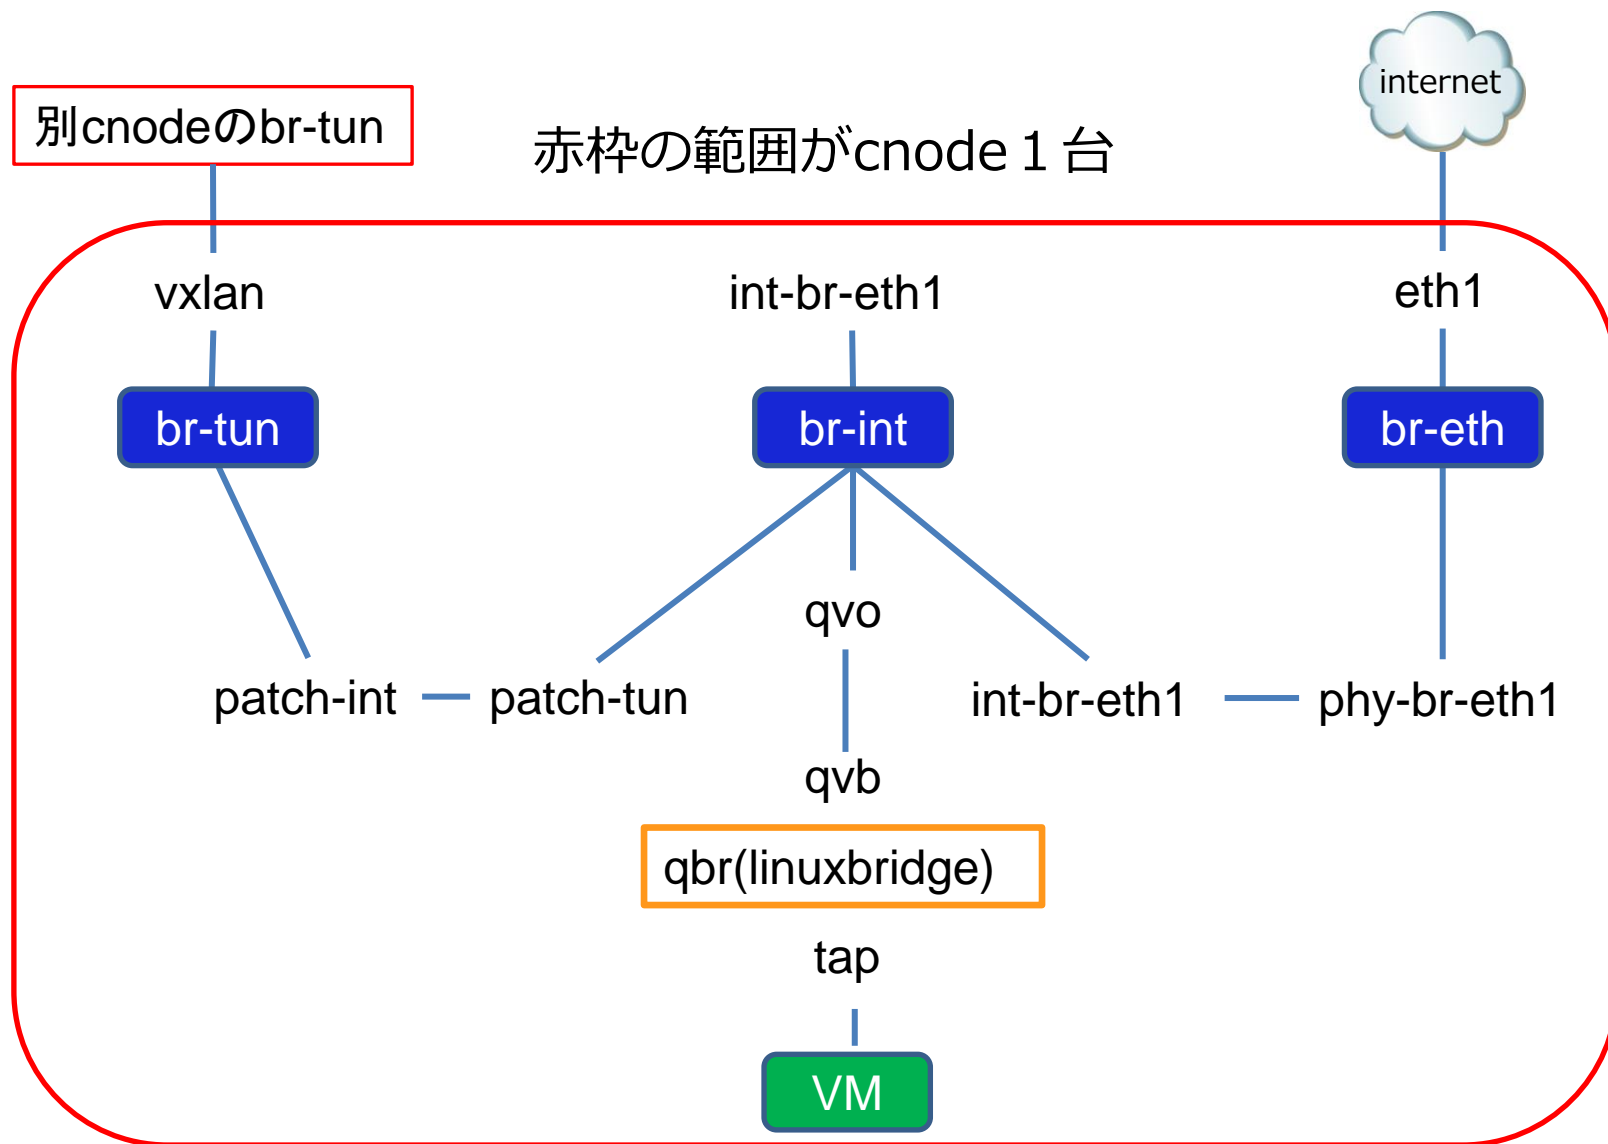 internet
別cnodeのbr-tun
赤枠の範囲がcnode１台
vxlan
int-br-eth1
eth1
br-tun
br-int
br-eth
qvo
patch-int
patch-tun
int-br-eth1
phy-br-eth1
qvb
qbr(linuxbridge)
tap
VM